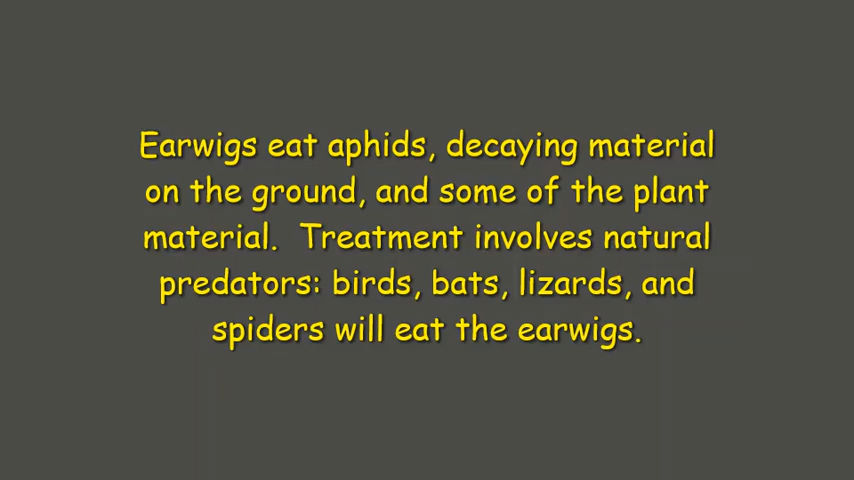 Earwigs eat aphids, decaying material
on the ground, and some of the plant
material.  Treatment involves natural
predators: birds, bats, lizards, and
spiders will eat the earwigs.